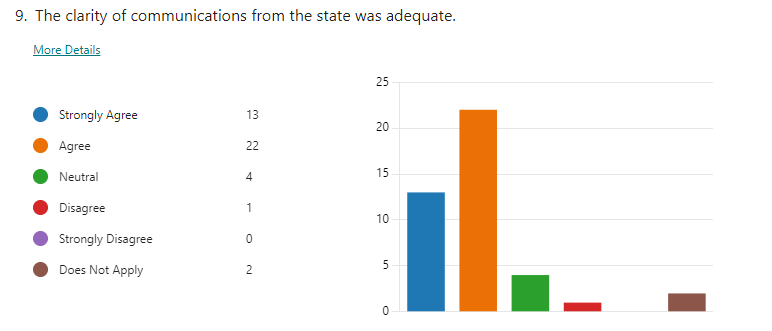 9. The clarity of communications from the state was adequate.
More Details
Strongly Agree 13
Agree 22
Neutral 4
Disagree 1
Strongly Disagree 0
Does Not Apply 2
25
20
15
10
5
0